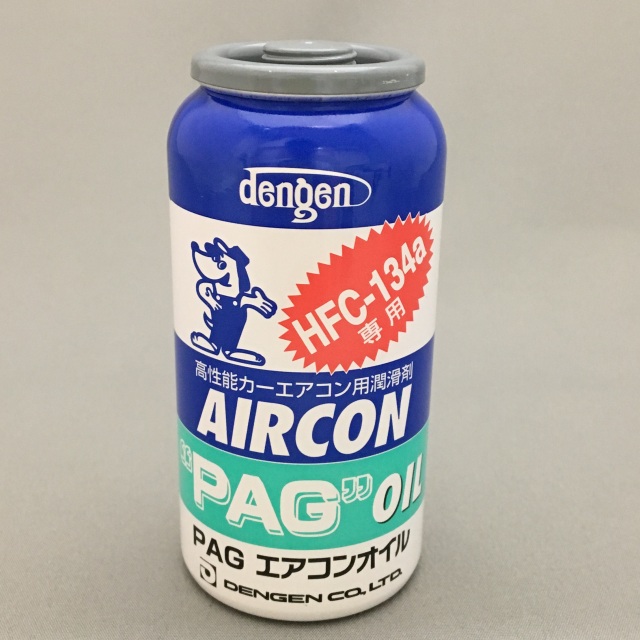 dengen
HFC-134a
専用
高性能カーエアコン用潤滑剤
AIRCON
"PAG" OIL
PAG エアコンオイル
D DENGEN CO., LTD.